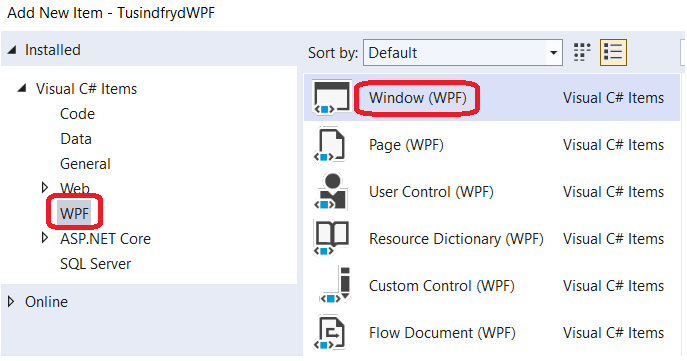 Add New Item - TusindfrydWPF
Installed
Visual C# Items
Code
Data
General
Web
WPF
ASP.NET Core
SQL Server
Online
Sort by: Default
Window (WPF) Visual C# Items
Page (WPF) Visual C# Items
User Control (WPF) Visual C# Items
Resource Dictionary (WPF) Visual C# Items
Custom Control (WPF) Visual C# Items
Flow Document (WPF) Visual C# Items